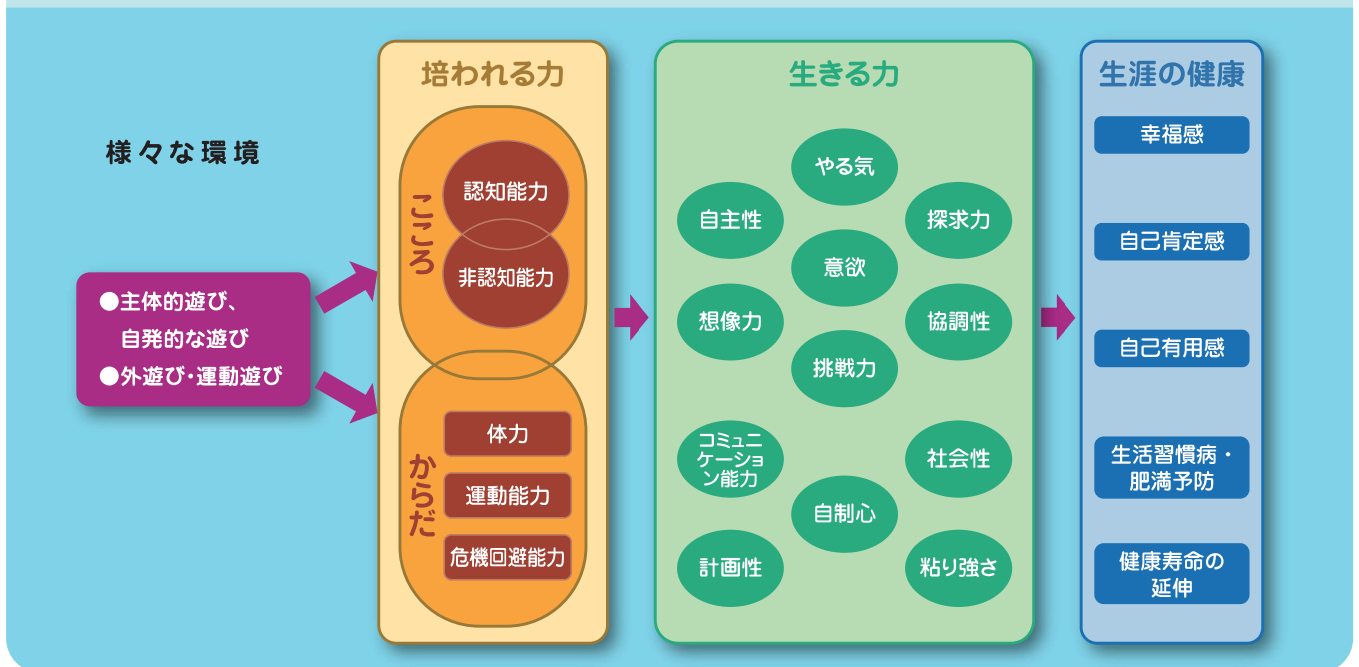 様々な環境
●主体的遊び、
自発的な遊び
●外遊び・運動遊び
培われる力
こころ
認知能力
非認知能力
からだ
体力
運動能力
危機回避能力
生きる力
やる気
自主性
探求力
意欲
想像力
協調性
挑戦力
コミュニ
ケーショ
ン能力
社会性
自制心
計画性
粘り強さ
生涯の健康
幸福感
自己肯定感
自己有用感
生活習慣病・
肥満予防
健康寿命の
延伸